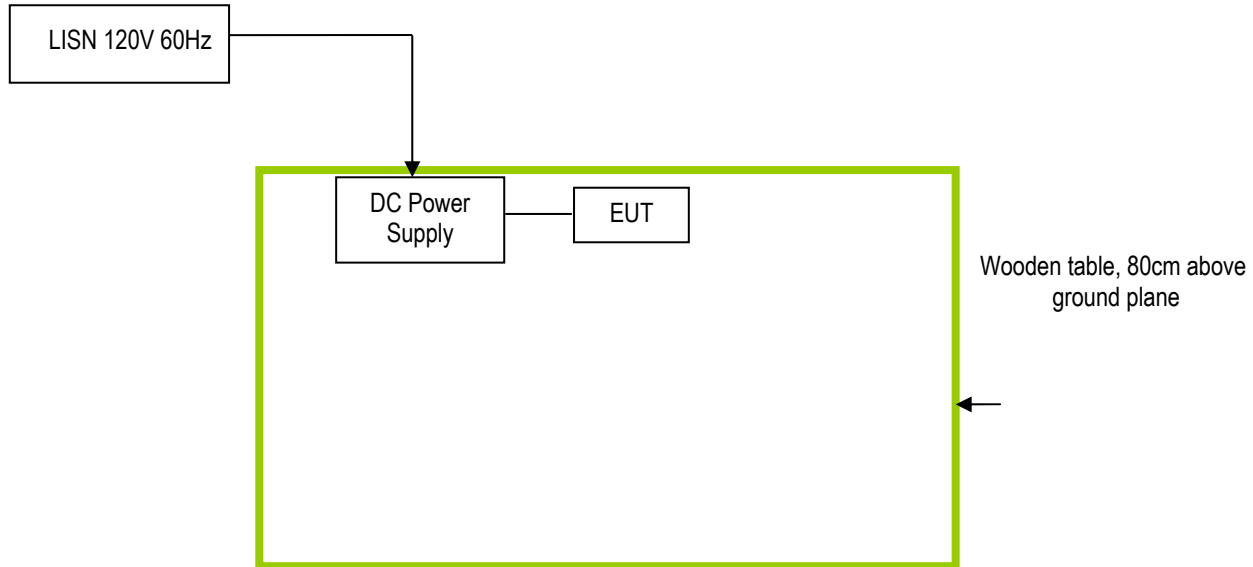 LISN 120V 60Hz
DC Power
Supply
EUT
Wooden table, 80cm above
ground plane